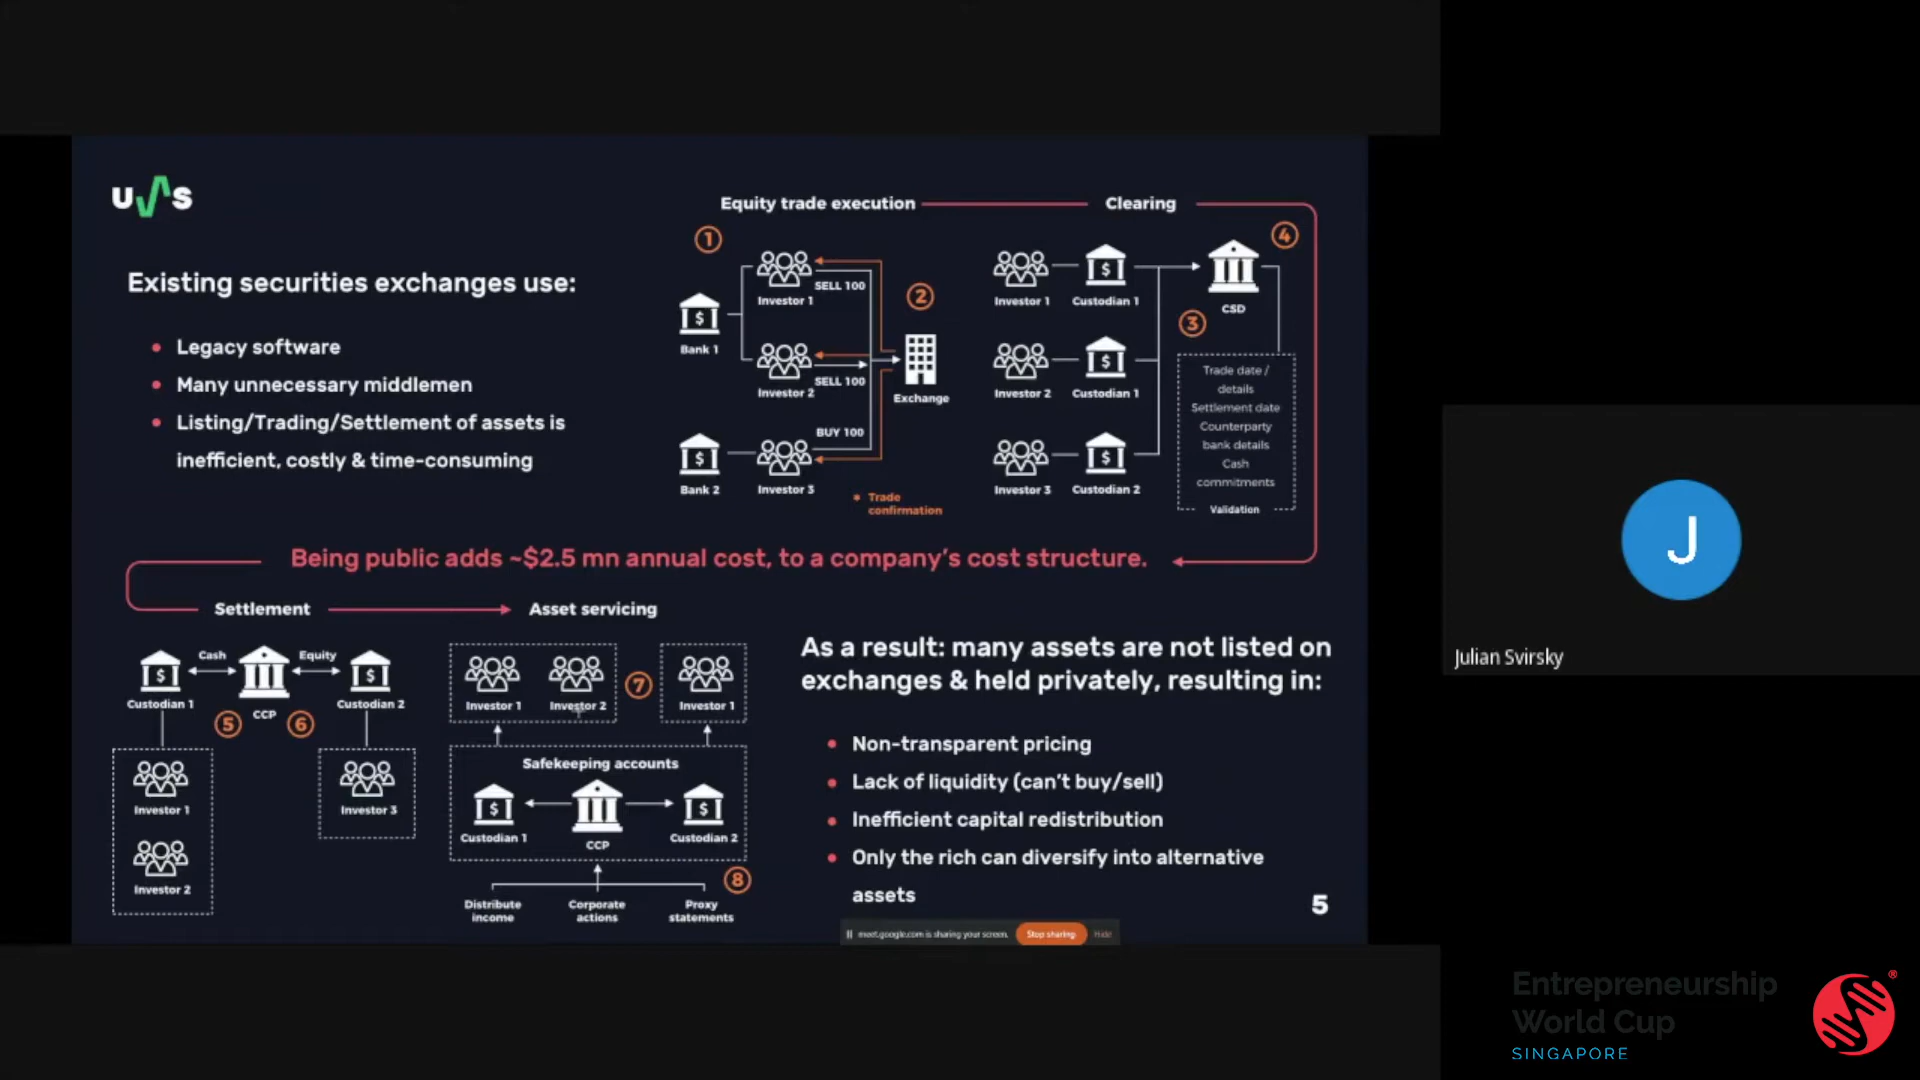 U S
Existing securities exchanges use:
Legacy software
Many unnecessary middlemen
Listing/Trading/Settlement of assets is
inefficient, costly & time-consuming
Equity trade execution
Clearing
1
Bank 1
Investor 1
SELL 100
2
Investor 2
SELL 100
Exchange
BUY 100
Bank 2
Investor 3
* Trade
confirmation
Investor 1
Custodian 1
4
CSD
3
Investor 2
Custodian 1
Investor 3
Custodian 2
Trade date /
details
Settlement date
Counterparty
bank details
Cash
commitments
Validation
Being public adds ~$2.5 mn annual cost, to a company's cost structure.
Settlement
Asset servicing
Cash
Equity
Custodian 1
CCP
Custodian 2
5
6
Investor 1
Investor 2
Investor 3
Investor 1
Investor 2
7
Investor 1
Safekeeping accounts
Custodian 1
CCP
Custodian 2
8
Distribute
income
Corporate
actions
Proxy
statements
As a result: many assets are not listed on
exchanges & held privately, resulting in:
Non-transparent pricing
Lack of liquidity (can't buy/sell)
Inefficient capital redistribution
Only the rich can diversify into alternative
assets
5
meet.google.com is sharing your screen.
Stop sharing
Hide
J
Julian Svirsky
Entrepreneurship
World Cup
SINGAPORE
®